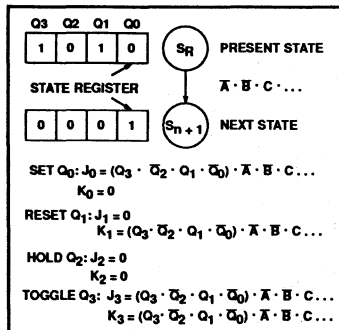 Q3 Q2 Q1 Q0
1 0 1 0
SR
PRESENT STATE
STATE REGISTER
A̅ · B̅ · C · ...
0 0 0 1
Sn + 1
NEXT STATE
SET Q0: J0 = (Q3 · Q̅2 · Q1 · Q̅0) · A̅ · B̅ · C ...
K0 = 0
RESET Q1: J1 = 0
K1 = (Q3 · Q̅2 · Q1 · Q̅0) · A̅ · B̅ · C ...
HOLD Q2: J2 = 0
K2 = 0
TOGGLE Q3: J3 = (Q3 · Q̅2 · Q1 · Q̅0) · A̅ · B̅ · C ...
K3 = (Q3 · Q̅2 · Q1 · Q̅0) · A̅ · B̅ · C ...